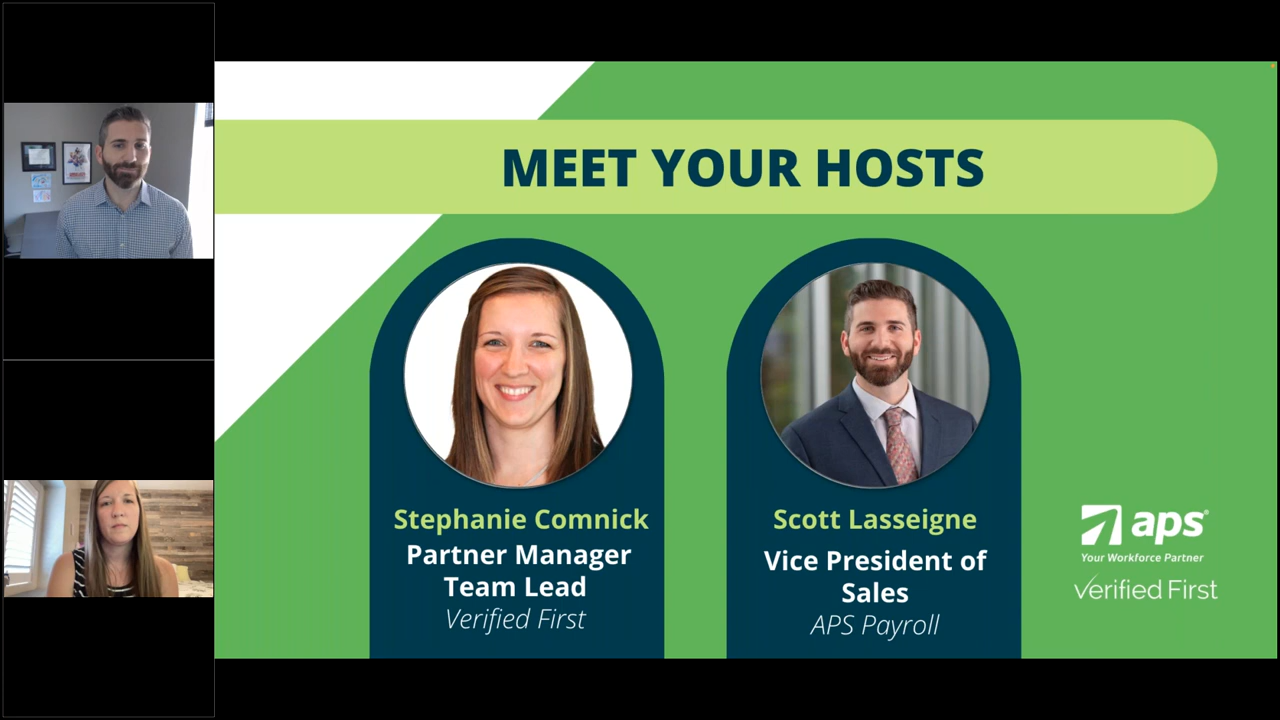 MEET YOUR HOSTS
Stephanie Comnick
Partner Manager
Team Lead
Verified First
Scott Lasseigne
Vice President of
Sales
APS Payroll
aps®
Your Workforce Partner
Verified First